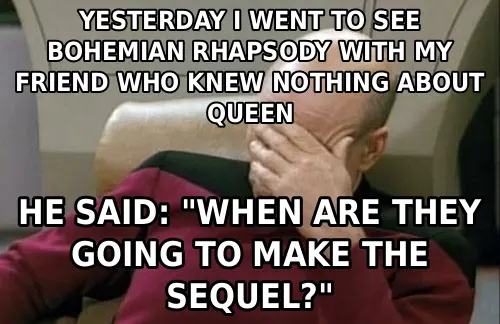 YESTERDAY I WENT TO SEE
BOHEMIAN RHAPSODY WITH MY
FRIEND WHO KNEW NOTHING ABOUT
QUEEN
HE SAID: "WHEN ARE THEY
GOING TO MAKE THE
SEQUEL?"